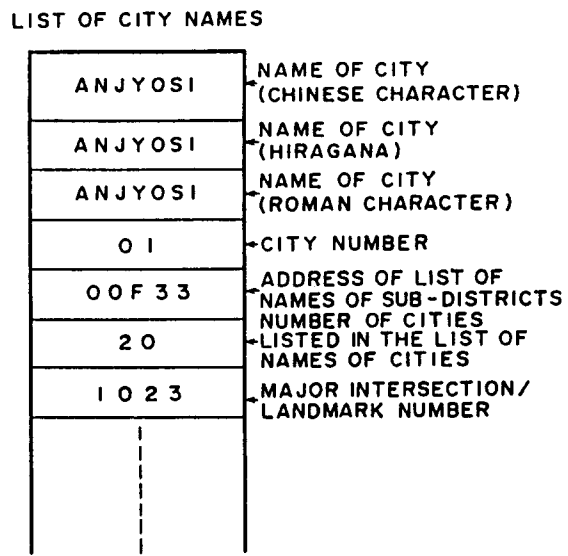 LIST OF CITY NAMES
ANJYOSI
NAME OF CITY
(CHINESE CHARACTER)
ANJYOSI
NAME OF CITY
(HIRAGANA)
ANJYOSI
NAME OF CITY
(ROMAN CHARACTER)
01
CITY NUMBER
00F33
ADDRESS OF LIST OF
NAMES OF SUB-DISTRICTS
20
NUMBER OF CITIES
LISTED IN THE LIST OF
NAMES OF CITIES
1023
MAJOR INTERSECTION/
LANDMARK NUMBER